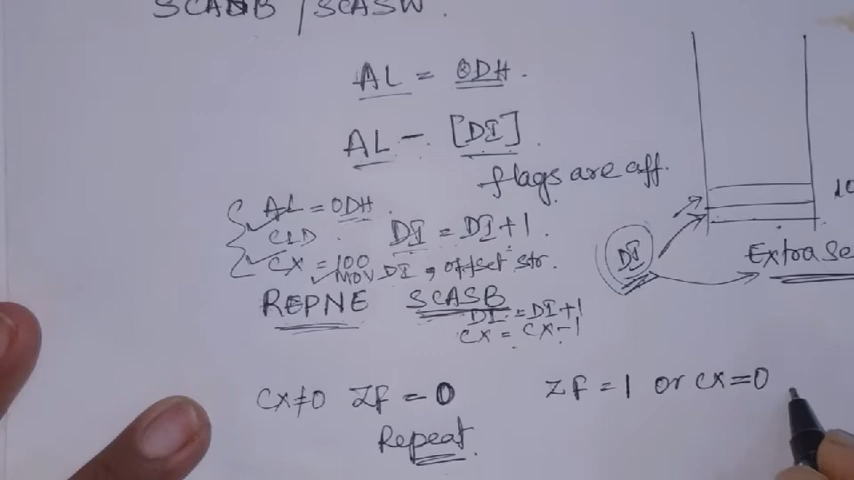 SCASB / SCASW.
AL = 0DH.
AL - [DI].
flags are aff.
AL = 0DH.
CLD.
DI = DI+1.
CX = 100
MOV DI, offset str.
REPNE SCASB
DI = DI+1
CX = CX-1
DI
Extra Se
CX≠0 ZF = 0
ZF = 1 or CX=0
Repeat.